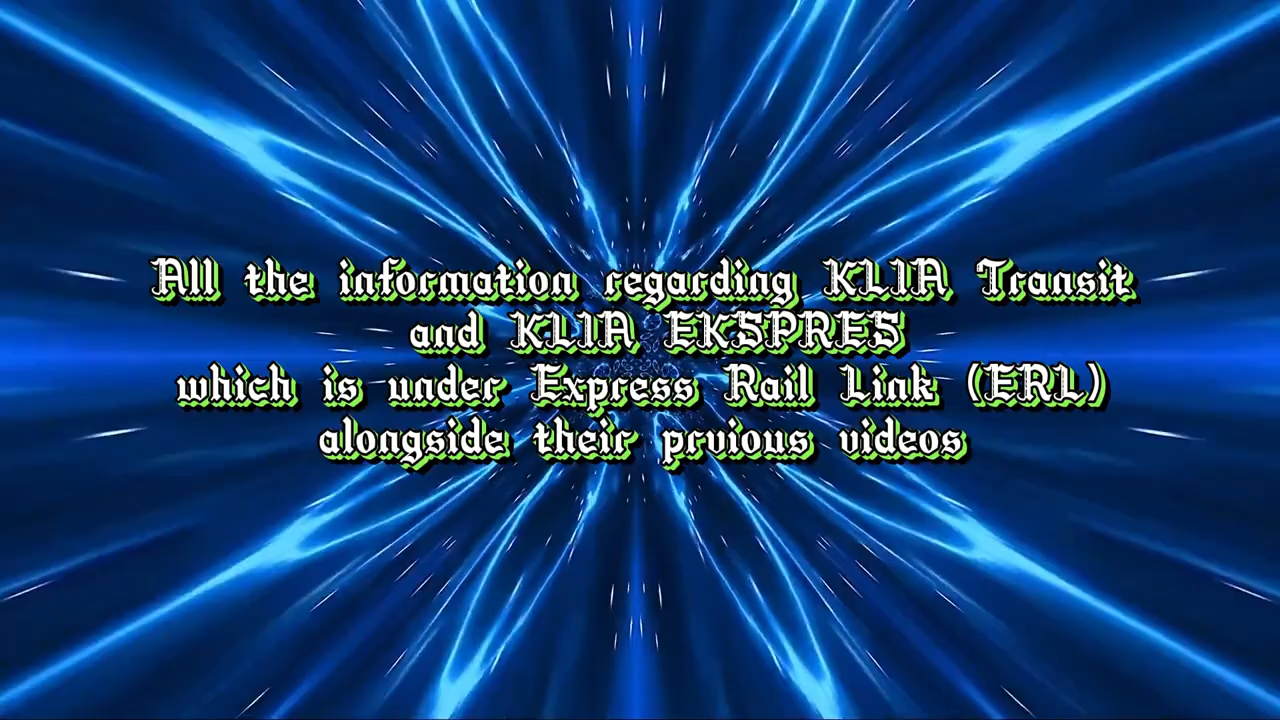 All the information regarding KLIA Transit
and KLIA EKSPRES
which is under Express Rail Link (ERL)
alongside their prvious videos